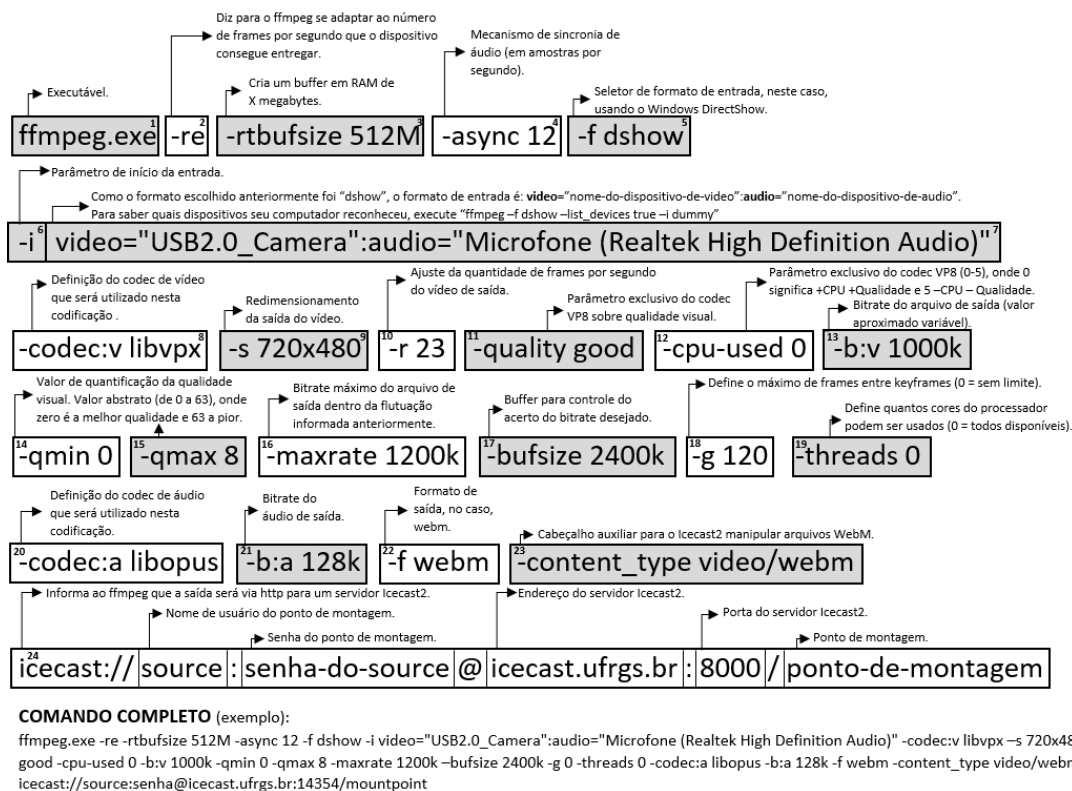 Diz para o ffmpeg se adaptar ao número
de frames por segundo que o dispositivo
consegue entregar.
Mecanismo de sincronia de
áudio (em amostras por
segundo).
Executável.
Cria um buffer em RAM de
X megabytes.
Seletor de formato de entrada, neste caso,
usando o Windows DirectShow.
ffmpeg.exe 1 -re 2 -rtbufsize 512M 3 -async 12 4 -f dshow 5
Parâmetro de início da entrada.
Como o formato escolhido anteriormente foi “dshow”, o formato de entrada é: video=“nome-do-dispositivo-de-video”:audio=“nome-do-dispositivo-de-audio”.
Para saber quais dispositivos seu computador reconheceu, execute “ffmpeg –f dshow –list_devices true –i dummy”
-i 6 video="USB2.0_Camera":audio="Microfone (Realtek High Definition Audio)" 7
Definição do codec de vídeo
que será utilizado nesta
codificação .
Redimensionamento
da saída do vídeo.
Ajuste da quantidade de frames por segundo
do vídeo de saída.
Parâmetro exclusivo do codec
VP8 sobre qualidade visual.
Parâmetro exclusivo do codec VP8 (0-5), onde 0
significa +CPU +Qualidade e 5 –CPU – Qualidade.
Bitrate do arquivo de saída (valor
aproximado variável).
-codec:v libvpx 8 -s 720x480 9 10 -r 23 11 -quality good 12 -cpu-used 0 13 -b:v 1000k
Valor de quantificação da qualidade
visual. Valor abstrato (de 0 a 63), onde
zero é a melhor qualidade e 63 a pior.
Bitrate máximo do arquivo de
saída dentro da flutuação
informada anteriormente.
Buffer para controle do
acerto do bitrate desejado.
Define o máximo de frames entre keyframes (0 = sem limite).
Define quantos cores do processador
podem ser usados (0 = todos disponíveis).
14 -qmin 0 15 -qmax 8 16 -maxrate 1200k 17 -bufsize 2400k 18 -g 120 19 -threads 0
Definição do codec de áudio
que será utilizado nesta
codificação.
Bitrate do
áudio de saída.
Formato de
saída, no caso,
webm.
Cabeçalho auxiliar para o Icecast2 manipular arquivos WebM.
20 -codec:a libopus 21 -b:a 128k 22 -f webm 23 -content_type video/webm
Informa ao ffmpeg que a saída será via http para um servidor Icecast2.
Nome de usuário do ponto de montagem.
Senha do ponto de montagem.
Endereço do servidor Icecast2.
Porta do servidor Icecast2.
Ponto de montagem.
24 icecast:// source : senha-do-source @ icecast.ufrgs.br : 8000 / ponto-de-montagem
COMANDO COMPLETO (exemplo):
ffmpeg.exe -re -rtbufsize 512M -async 12 -f dshow -i video="USB2.0_Camera":audio="Microfone (Realtek High Definition Audio)" -codec:v libvpx –s 720x48
good -cpu-used 0 -b:v 1000k -qmin 0 -qmax 8 -maxrate 1200k –bufsize 2400k -g 0 -threads 0 -codec:a libopus -b:a 128k -f webm -content_type video/webm
icecast://source:senha@icecast.ufrgs.br:14354/mountpoint